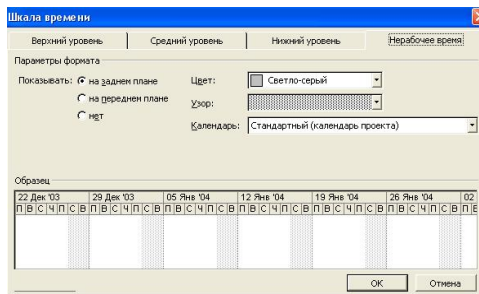 Шкала времени
Верхний уровень Средний уровень Нижний уровень Нерабочее время
Параметры формата
Показывать: на заднем плане Цвет: Светло-серый
на переднем плане Узор:
нет Календарь: Стандартный (календарь проекта)
Образец
22 Дек '03 29 Дек '03 05 Янв '04 12 Янв '04 19 Янв '04 26 Янв '04 02
П В С Ч П С В П В С Ч П С В П В С Ч П С В П В С Ч П С В П В С Ч П С В П В С Ч П С В П В
ОК Отмена